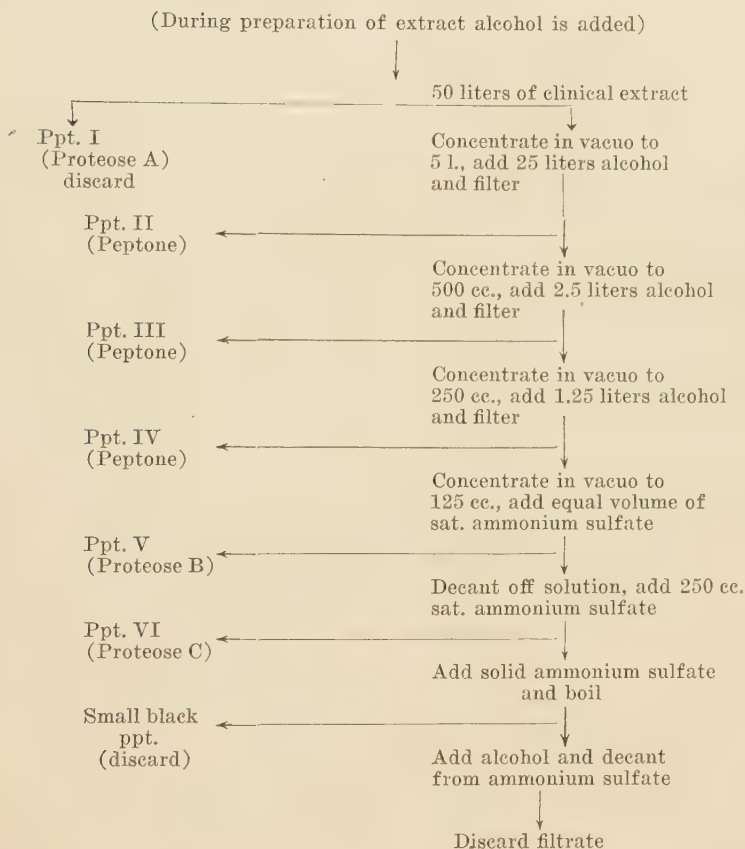 (During preparation of extract alcohol is added)
50 liters of clinical extract
Ppt. I
(Proteose A)
discard
Concentrate in vacuo to
5 l., add 25 liters alcohol
and filter
Ppt. II
(Peptone)
Concentrate in vacuo to
500 cc., add 2.5 liters alcohol
and filter
Ppt. III
(Peptone)
Concentrate in vacuo to
250 cc., add 1.25 liters alcohol
and filter
Ppt. IV
(Peptone)
Concentrate in vacuo to
125 cc., add equal volume of
sat. ammonium sulfate
Ppt. V
(Proteose B)
Decant off solution, add 250 cc.
sat. ammonium sulfate
Ppt. VI
(Proteose C)
Add solid ammonium sulfate
and boil
Small black
ppt.
(discard)
Add alcohol and decant
from ammonium sulfate
Discard filtrate